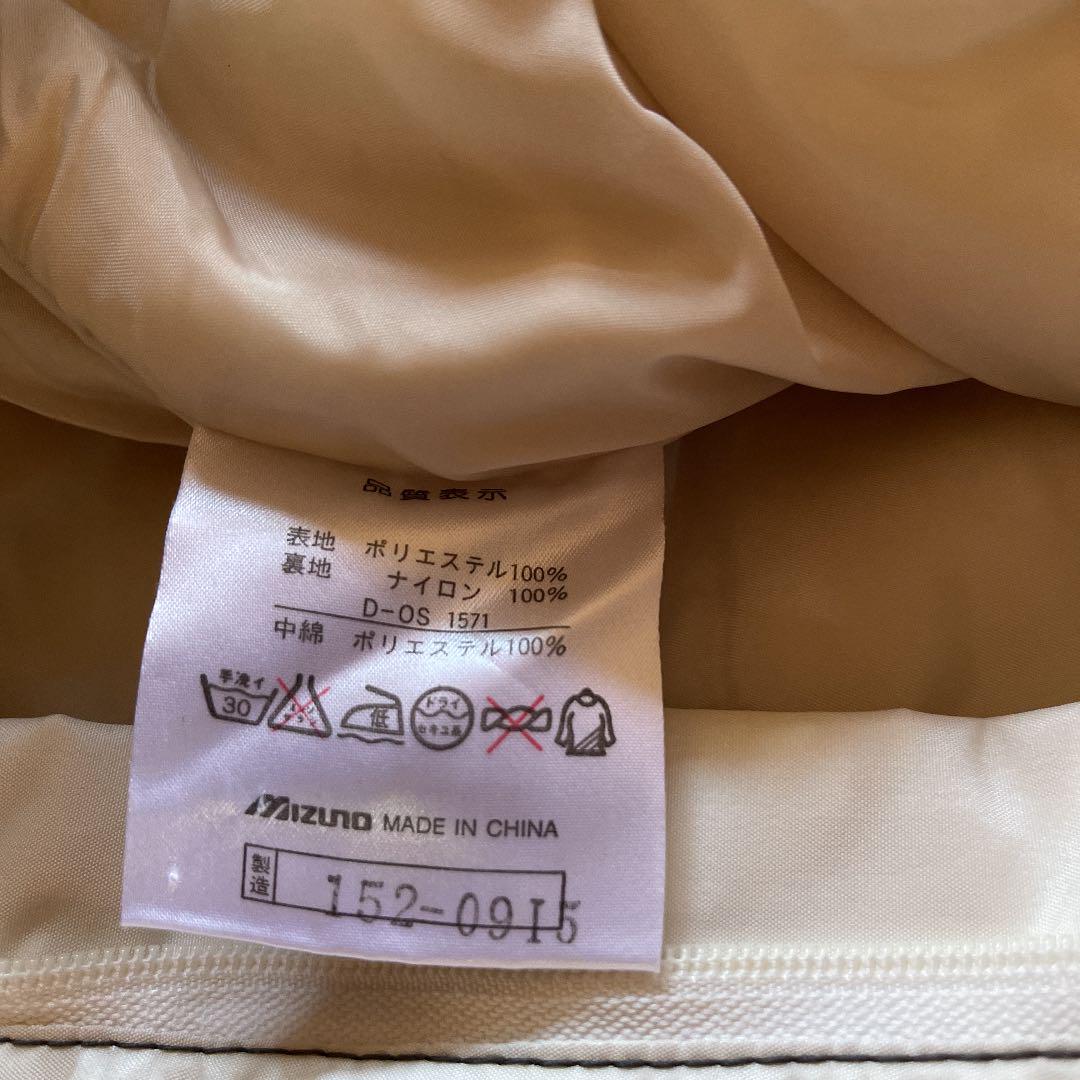 品質表示
表地 ポリエステル100%
裏地 ナイロン 100%
D-OS 1571
中綿 ポリエステル100%
手洗イ 30 低 ドライ セキユ系
MIZUNO MADE IN CHINA
製造 152-0915